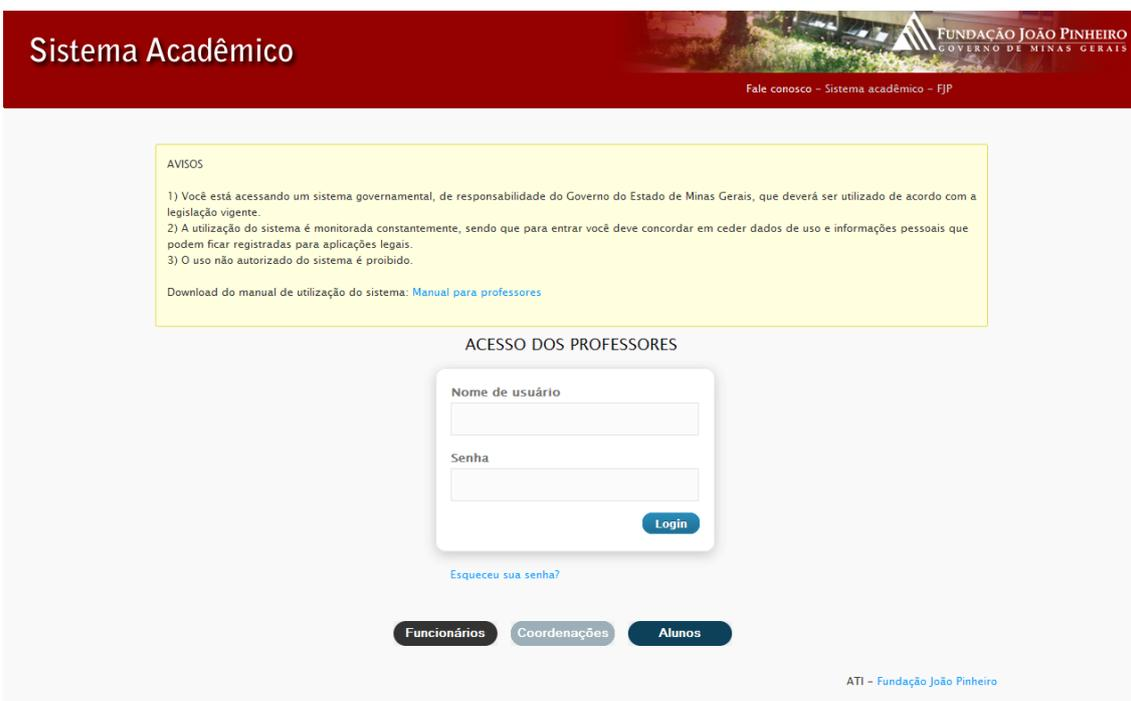 Sistema Acadêmico
FUNDAÇÃO JOÃO PINHEIRO
GOVERNO DE MINAS GERAIS
Fale conosco - Sistema acadêmico - FJP
AVISOS
1) Você está acessando um sistema governamental, de responsabilidade do Governo do Estado de Minas Gerais, que deverá ser utilizado de acordo com a
legislação vigente.
2) A utilização do sistema é monitorada constantemente, sendo que para entrar você deve concordar em ceder dados de uso e informações pessoais que
podem ficar registradas para aplicações legais.
3) O uso não autorizado do sistema é proibido.
Download do manual de utilização do sistema: Manual para professores
ACESSO DOS PROFESSORES
Nome de usuário
Senha
Login
Esqueceu sua senha?
Funcionários Coordenações Alunos
ATI - Fundação João Pinheiro